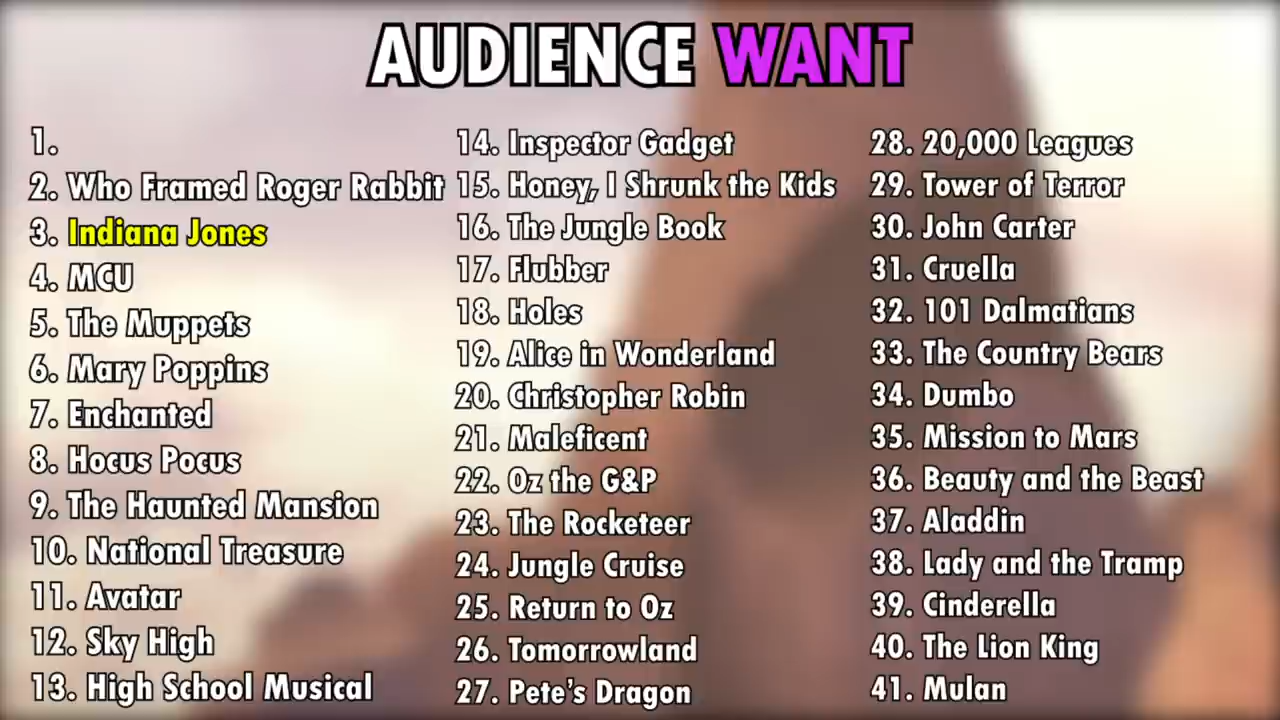 AUDIENCE WANT
1.
2. Who Framed Roger Rabbit
3. Indiana Jones
4. MCU
5. The Muppets
6. Mary Poppins
7. Enchanted
8. Hocus Pocus
9. The Haunted Mansion
10. National Treasure
11. Avatar
12. Sky High
13. High School Musical
14. Inspector Gadget
15. Honey, I Shrunk the Kids
16. The Jungle Book
17. Flubber
18. Holes
19. Alice in Wonderland
20. Christopher Robin
21. Maleficent
22. Oz the G&P
23. The Rocketeer
24. Jungle Cruise
25. Return to Oz
26. Tomorrowland
27. Pete's Dragon
28. 20,000 Leagues
29. Tower of Terror
30. John Carter
31. Cruella
32. 101 Dalmatians
33. The Country Bears
34. Dumbo
35. Mission to Mars
36. Beauty and the Beast
37. Aladdin
38. Lady and the Tramp
39. Cinderella
40. The Lion King
41. Mulan